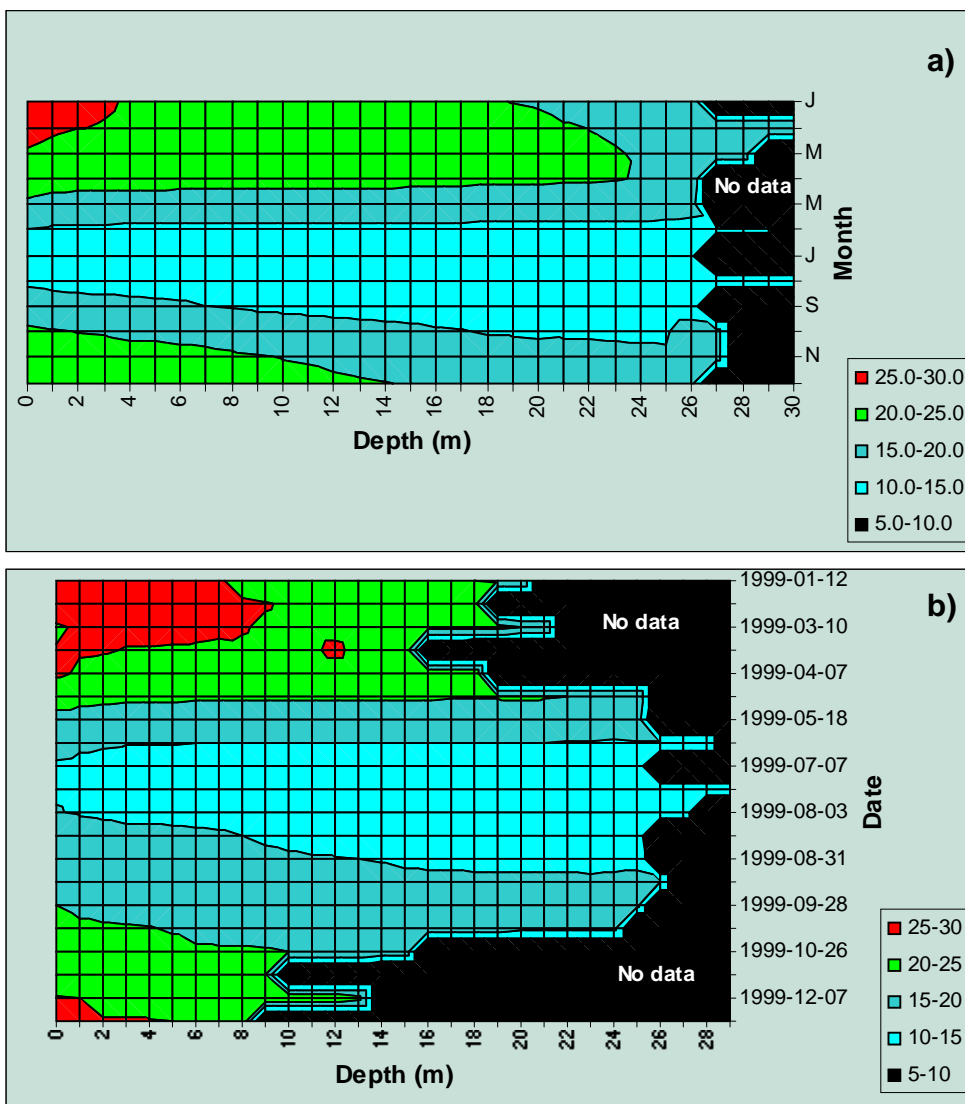 a)
J
M
No data
M
J
S
N
Month
0 2 4 6 8 10 12 14 16 18 20 22 24 26 28 30
Depth (m)
25.0-30.0
20.0-25.0
15.0-20.0
10.0-15.0
5.0-10.0
b)
1999-01-12
No data
1999-03-10
1999-04-07
1999-05-18
1999-07-07
1999-08-03
1999-08-31
1999-09-28
1999-10-26
No data
1999-12-07
Date
0 2 4 6 8 10 12 14 16 18 20 22 24 26 28
Depth (m)
25-30
20-25
15-20
10-15
5-10